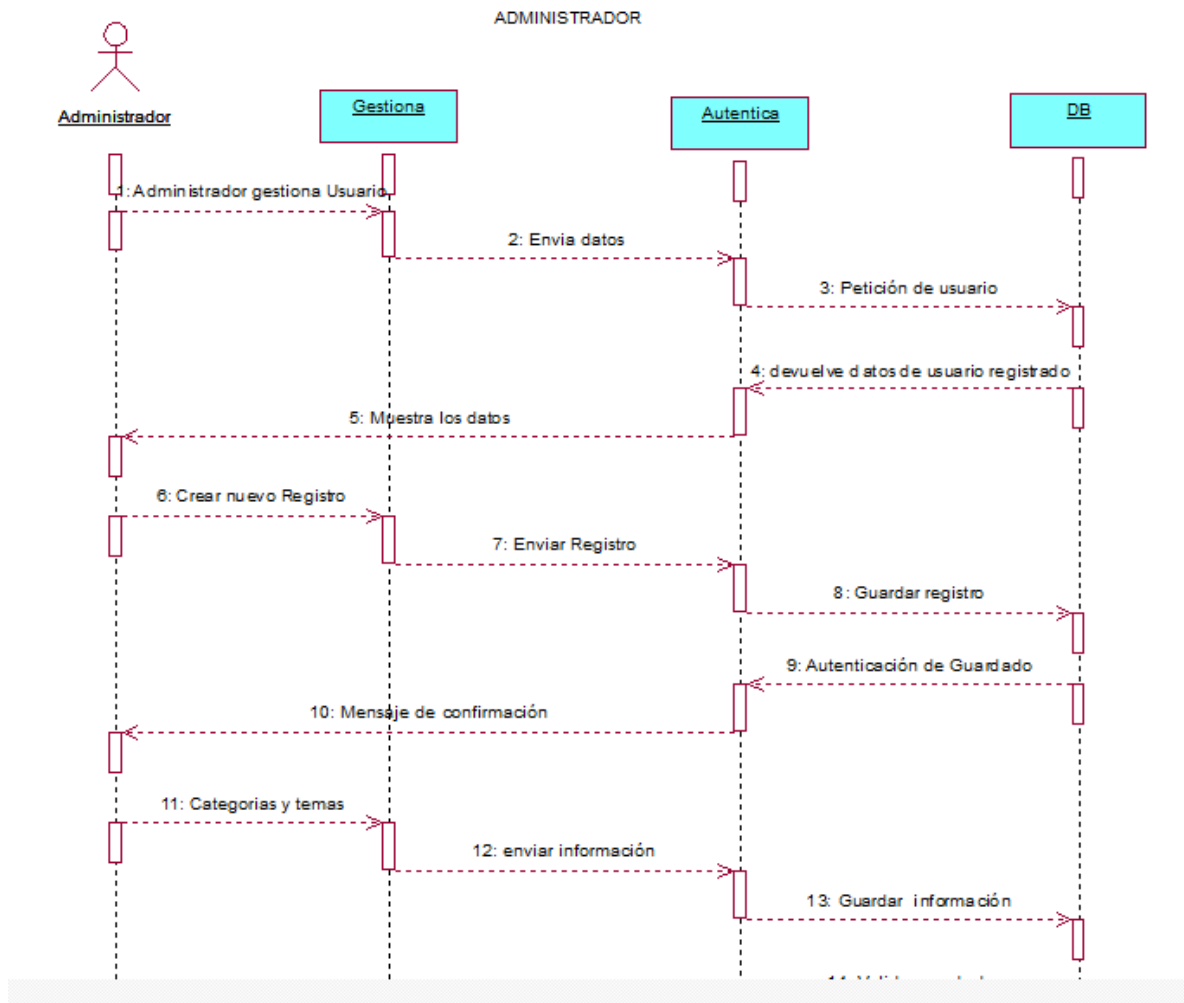 ADMINISTRADOR
Administrador
Gestiona
Autentica
DB
1: Administrador gestiona Usuario
2: Envia datos
3: Petición de usuario
4: devuelve datos de usuario registrado
5: Muestra los datos
6: Crear nuevo Registro
7: Enviar Registro
8: Guardar registro
9: Autenticación de Guardado
10: Mensaje de confirmación
11: Categorias y temas
12: enviar información
13: Guardar información